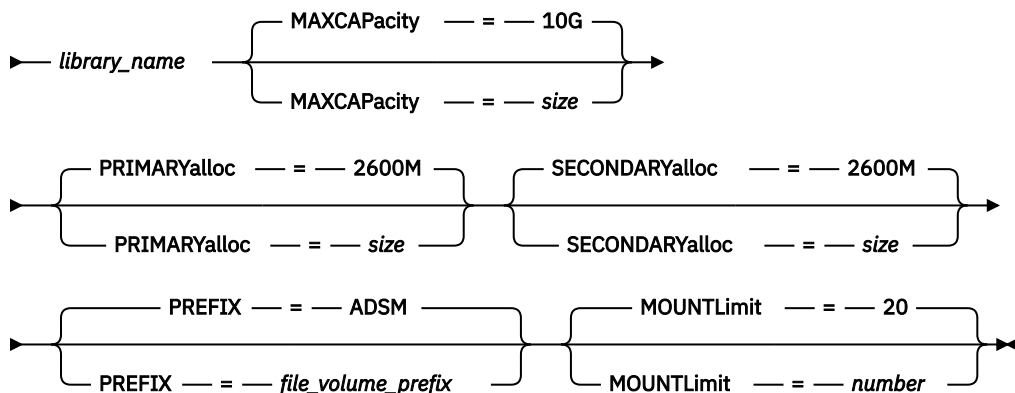 MAXCAPacity = 10G
library_name
MAXCAPacity = size
PRIMARYalloc = 2600M SECONDARYalloc = 2600M
PRIMARYalloc = size SECONDARYalloc = size
PREFIX = ADSM MOUNTLimit = 20
PREFIX = file_volume_prefix MOUNTLimit = number